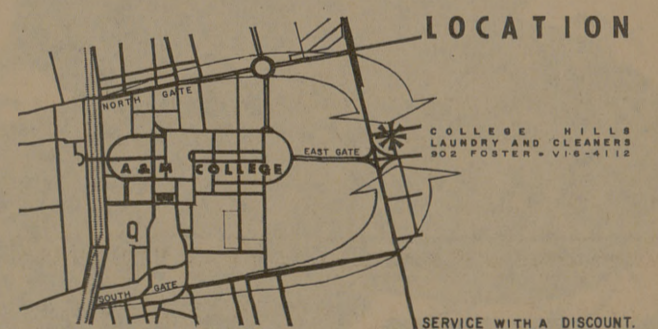 LOCATION
NORTH GATE
COLLEGE HILLS
LAUNDRY AND CLEANERS
902 FOSTER • VI-6-4112
EAST GATE
A & M COLLEGE
SOUTH GATE
SERVICE WITH A DISCOUNT.